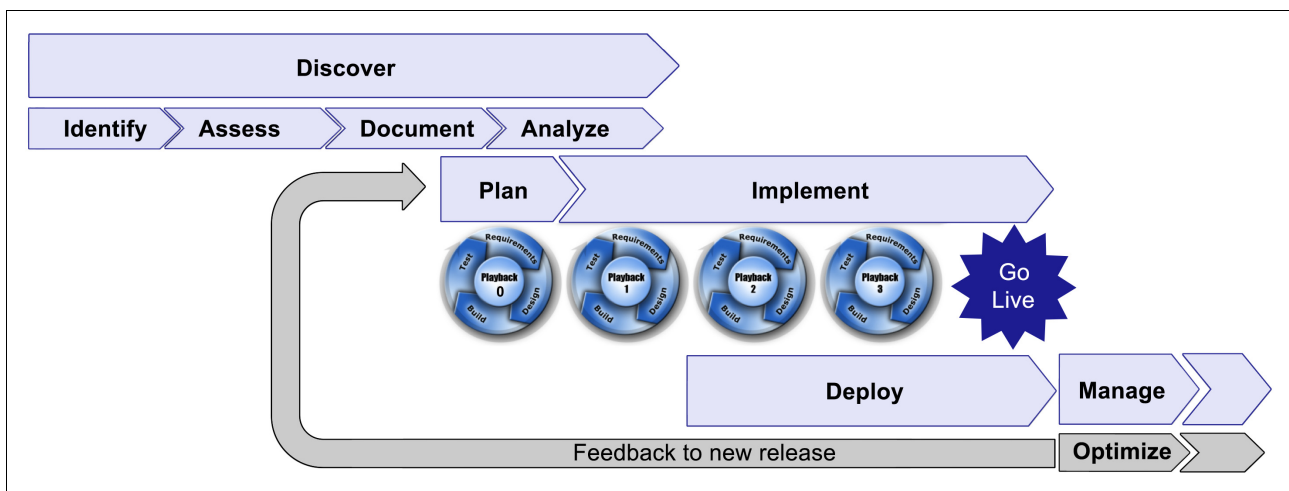 Discover
Identify
Assess
Document
Analyze
Plan
Implement
Requirements
Test
Playback
0
Design
Build
Requirements
Test
Playback
1
Design
Build
Requirements
Test
Playback
2
Design
Build
Requirements
Test
Playback
3
Design
Build
Go
Live
Deploy
Manage
Feedback to new release
Optimize